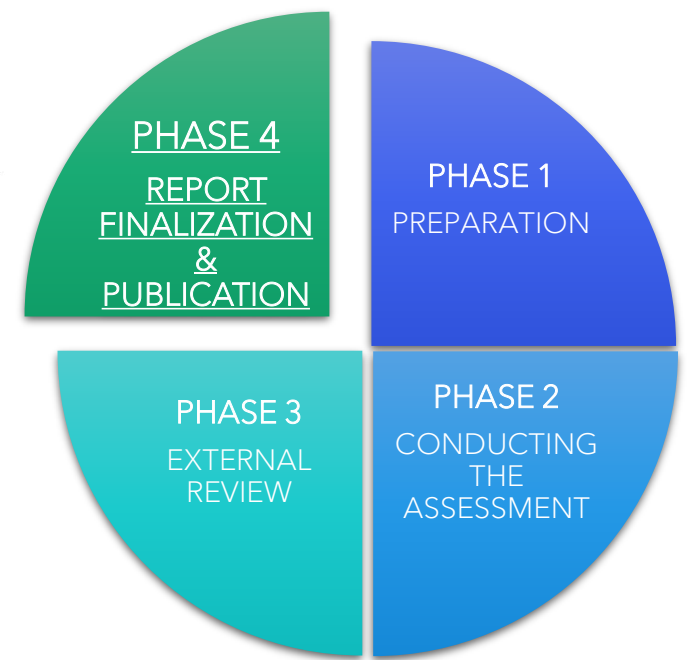 PHASE 4
REPORT
FINALIZATION
&
PUBLICATION
PHASE 1
PREPARATION
PHASE 3
EXTERNAL
REVIEW
PHASE 2
CONDUCTING
THE
ASSESSMENT